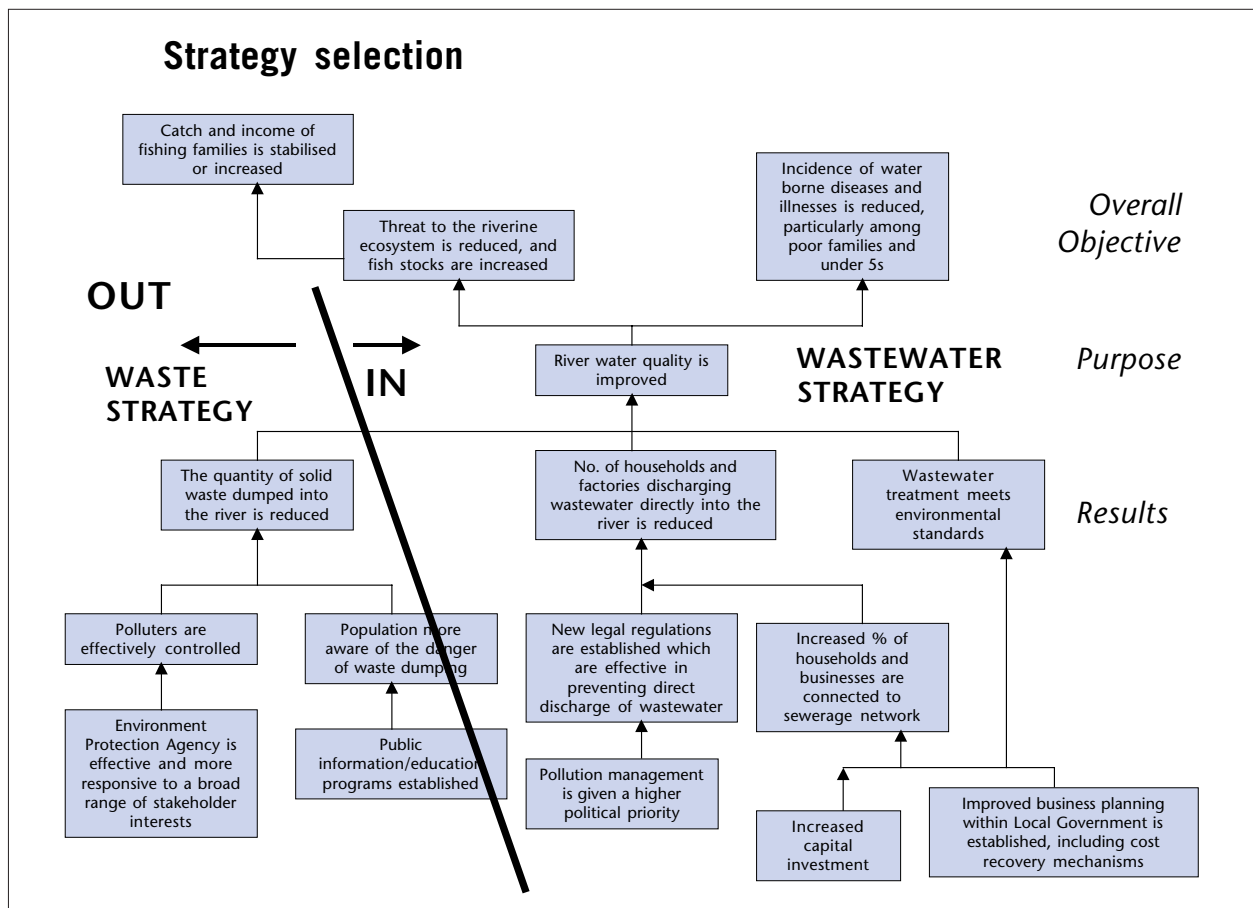 Strategy selection
Catch and income of
fishing families is stabilised
or increased
Incidence of water
borne diseases and
illnesses is reduced,
particularly among
poor families and
under 5s
Overall
Objective
Threat to the riverine
ecosystem is reduced, and
fish stocks are increased
OUT
WASTE
STRATEGY
IN
River water quality is
improved
WASTEWATER
STRATEGY
Purpose
The quantity of solid
waste dumped into
the river is reduced
No. of households and
factories discharging
wastewater directly into the
river is reduced
Wastewater
treatment meets
environmental
standards
Results
Polluters are
effectively controlled
Population more
aware of the danger
of waste dumping
New legal regulations
are established which
are effective in
preventing direct
discharge of wastewater
Increased % of
households and
businesses are
connected to
sewerage network
Environment
Protection Agency is
effective and more
responsive to a broad
range of stakeholder
interests
Public
information/education
programs established
Pollution management
is given a higher
political priority
Increased
capital
investment
Improved business planning
within Local Government is
established, including cost
recovery mechanisms